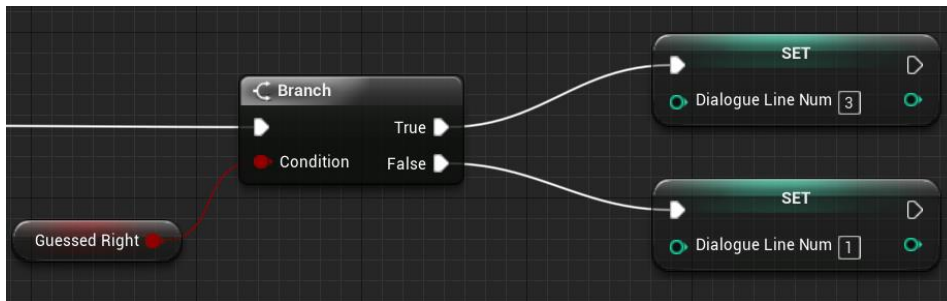 SET
Dialogue Line Num 3
Branch
True
Condition
False
Guessed Right
SET
Dialogue Line Num 1